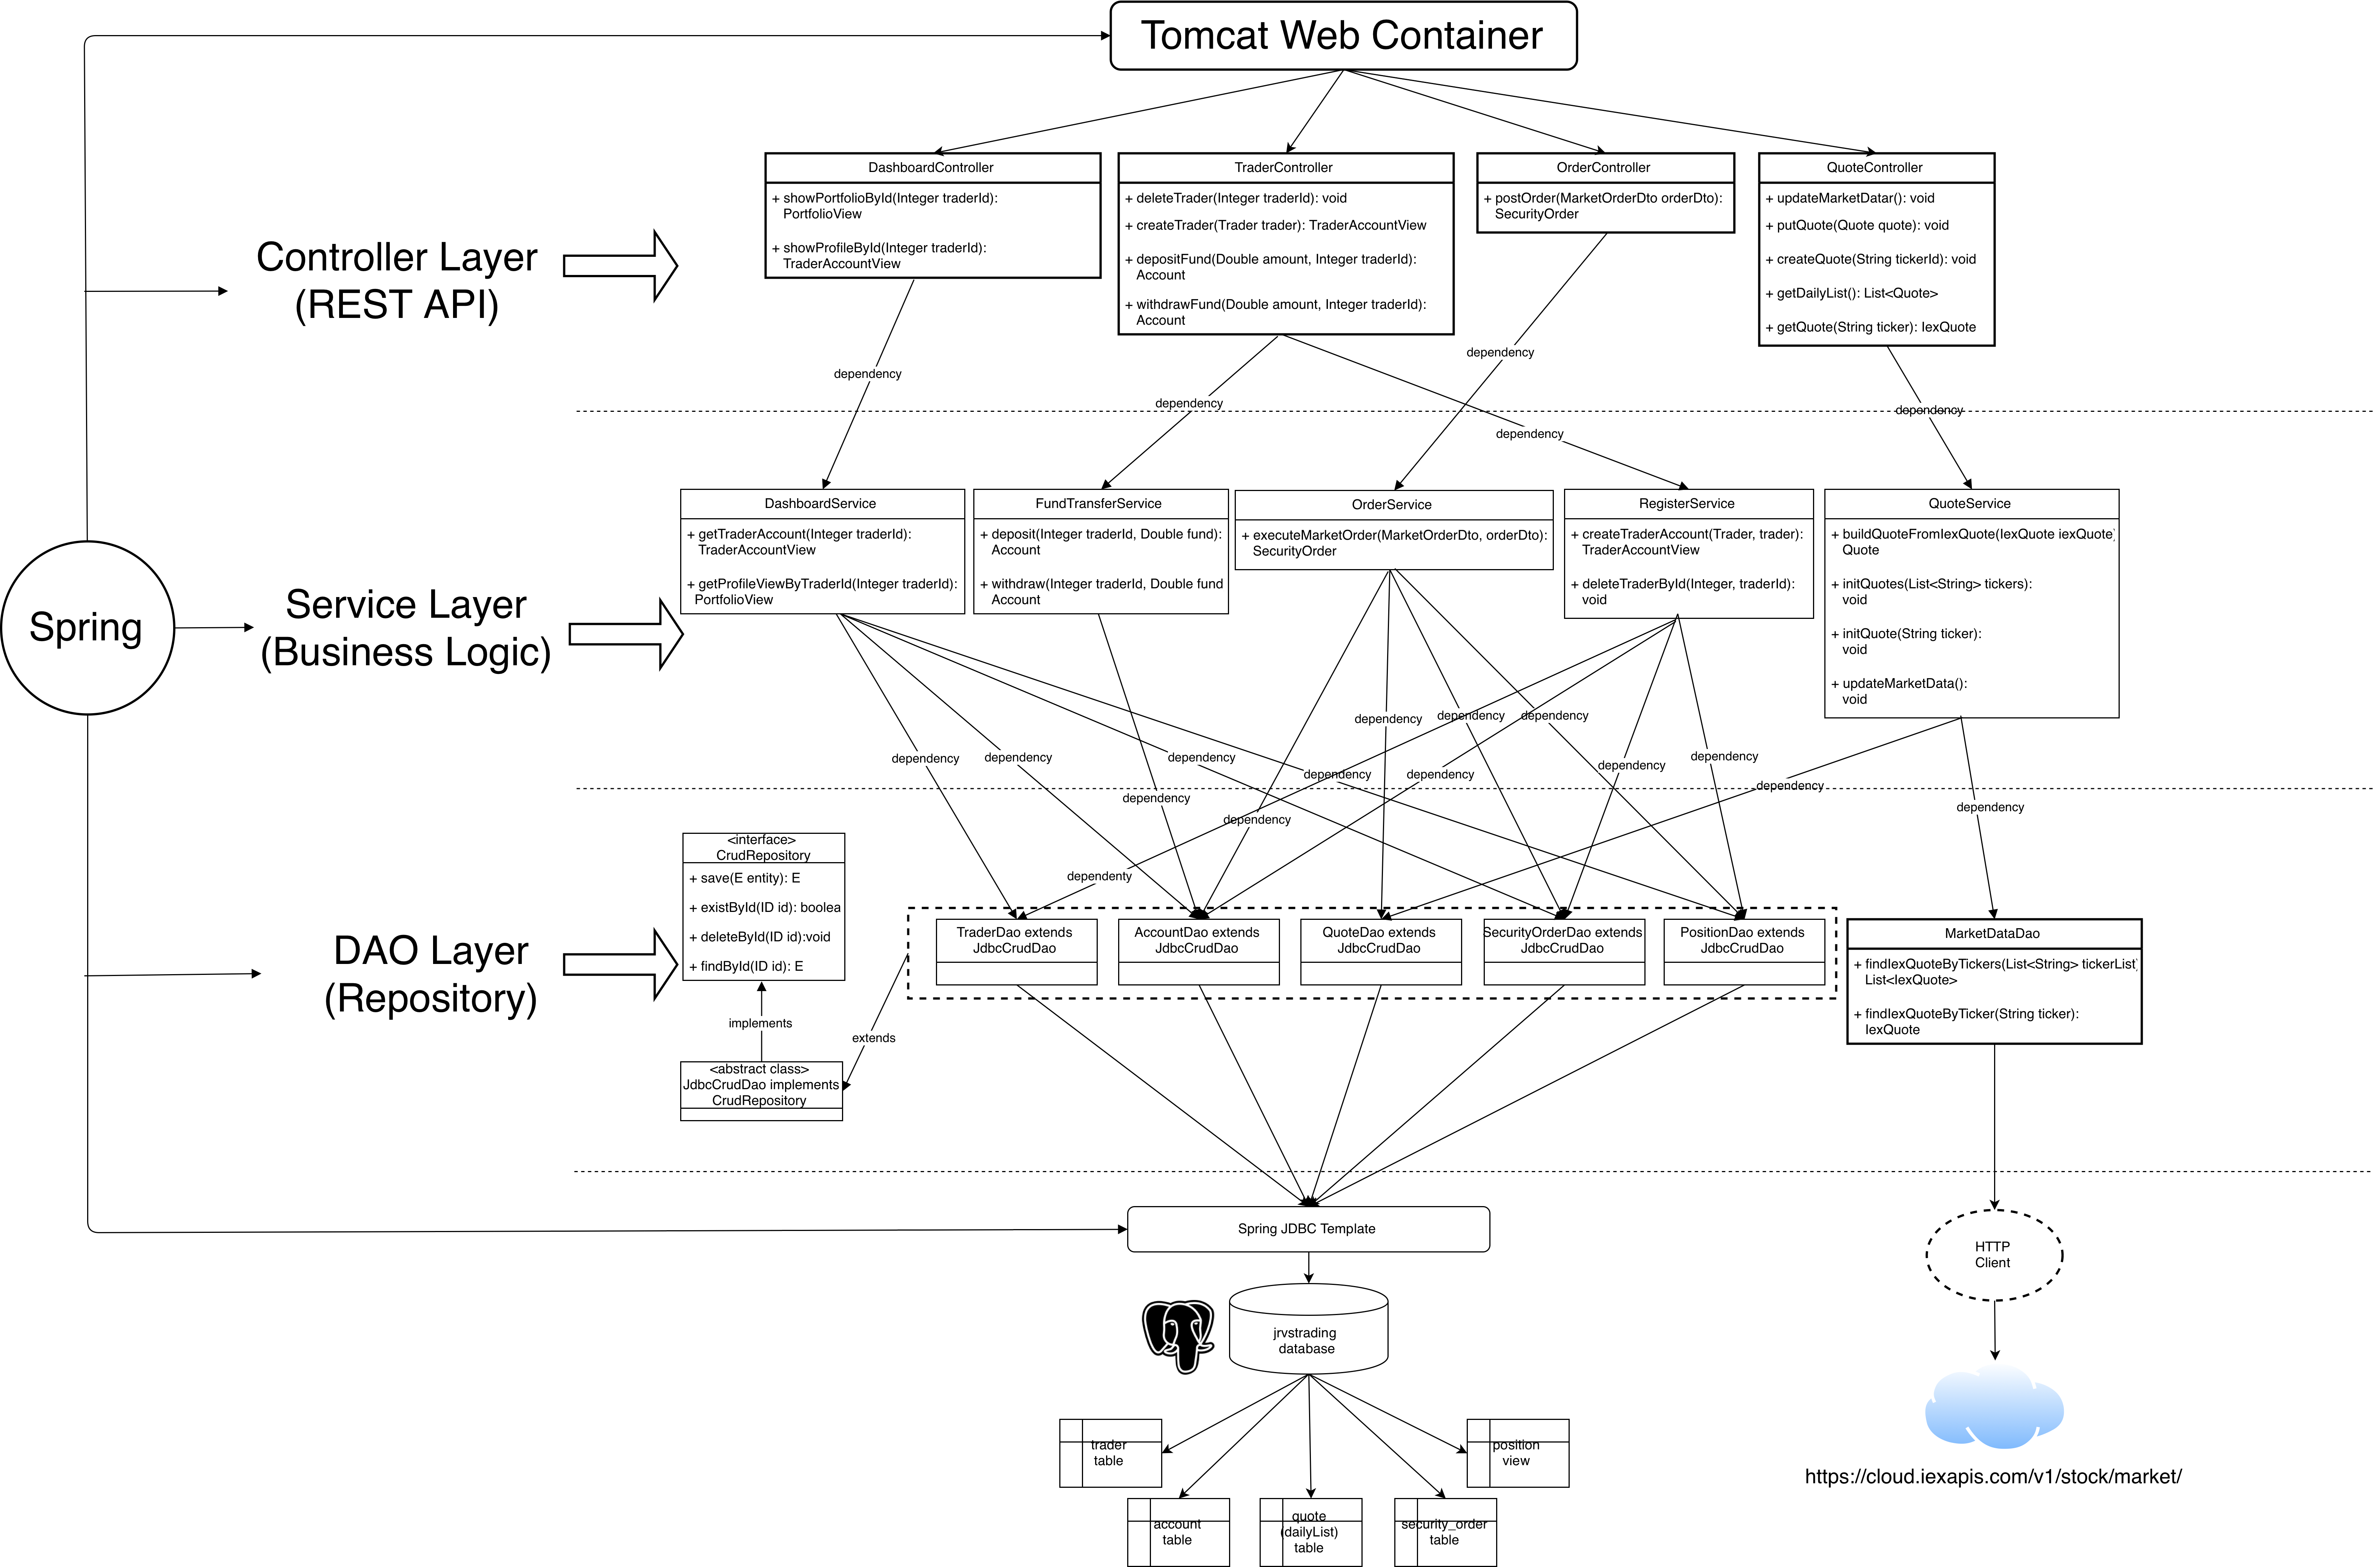 Tomcat Web Container
DashboardController
+ showPortfolioById(Integer traderId):
PortfolioView
+ showProfileById(Integer traderId):
TraderAccountView
TraderController
+ deleteTrader(Integer traderId): void
+ createTrader(Trader trader): TraderAccountView
+ depositFund(Double amount, Integer traderId):
Account
+ withdrawFund(Double amount, Integer traderId):
Account
OrderController
+ postOrder(MarketOrderDto orderDto):
SecurityOrder
QuoteController
+ updateMarketDatar(): void
+ putQuote(Quote quote): void
+ createQuote(String tickerId): void
+ getDailyList(): List<Quote>
+ getQuote(String ticker): IexQuote
Controller Layer
(REST API)
dependency
dependency
dependency
dependency
dependency
Spring
Service Layer
(Business Logic)
DashboardService
+ getTraderAccount(Integer traderId):
TraderAccountView
+ getProfileViewByTraderId(Integer traderId):
PortfolioView
FundTransferService
+ deposit(Integer traderId, Double fund):
Account
+ withdraw(Integer traderId, Double fund
Account
OrderService
+ executeMarketOrder(MarketOrderDto, orderDto):
SecurityOrder
RegisterService
+ createTraderAccount(Trader, trader):
TraderAccountView
+ deleteTraderById(Integer, traderId):
void
QuoteService
+ buildQuoteFromIexQuote(IexQuote iexQuote)
Quote
+ initQuotes(List<String> tickers):
void
+ initQuote(String ticker):
void
+ updateMarketData():
void
dependency
dependency
dependency
dependency
dependency
dependency
dependency
dependency
dependency
dependency
dependency
dependency
dependency
dependency
dependenty
DAO Layer
(Repository)
<interface>
CrudRepository
+ save(E entity): E
+ existById(ID id): boolea
+ deleteById(ID id):void
+ findById(ID id): E
implements
extends
<abstract class>
JdbcCrudDao implements
CrudRepository
TraderDao extends
JdbcCrudDao
AccountDao extends
JdbcCrudDao
QuoteDao extends
JdbcCrudDao
SecurityOrderDao extends
JdbcCrudDao
PositionDao extends
JdbcCrudDao
MarketDataDao
+ findIexQuoteByTickers(List<String> tickerList)
List<IexQuote>
+ findIexQuoteByTicker(String ticker):
IexQuote
Spring JDBC Template
HTTP
Client
jrvstrading
database
trader
table
position
view
account
table
quote
(dailyList)
table
security_order
table
https://cloud.iexapis.com/v1/stock/market/